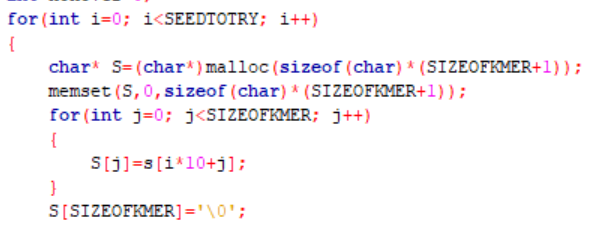 for(int i=0; i<SEEDTOTRY; i++)
{
char* S=(char*)malloc(sizeof(char)*(SIZEOFKMER+1));
memset(S,0,sizeof(char)*(SIZEOFKMER+1));
for(int j=0; j<SIZEOFKMER; j++)
{
S[j]=s[i*10+j];
}
S[SIZEOFKMER]='\0';